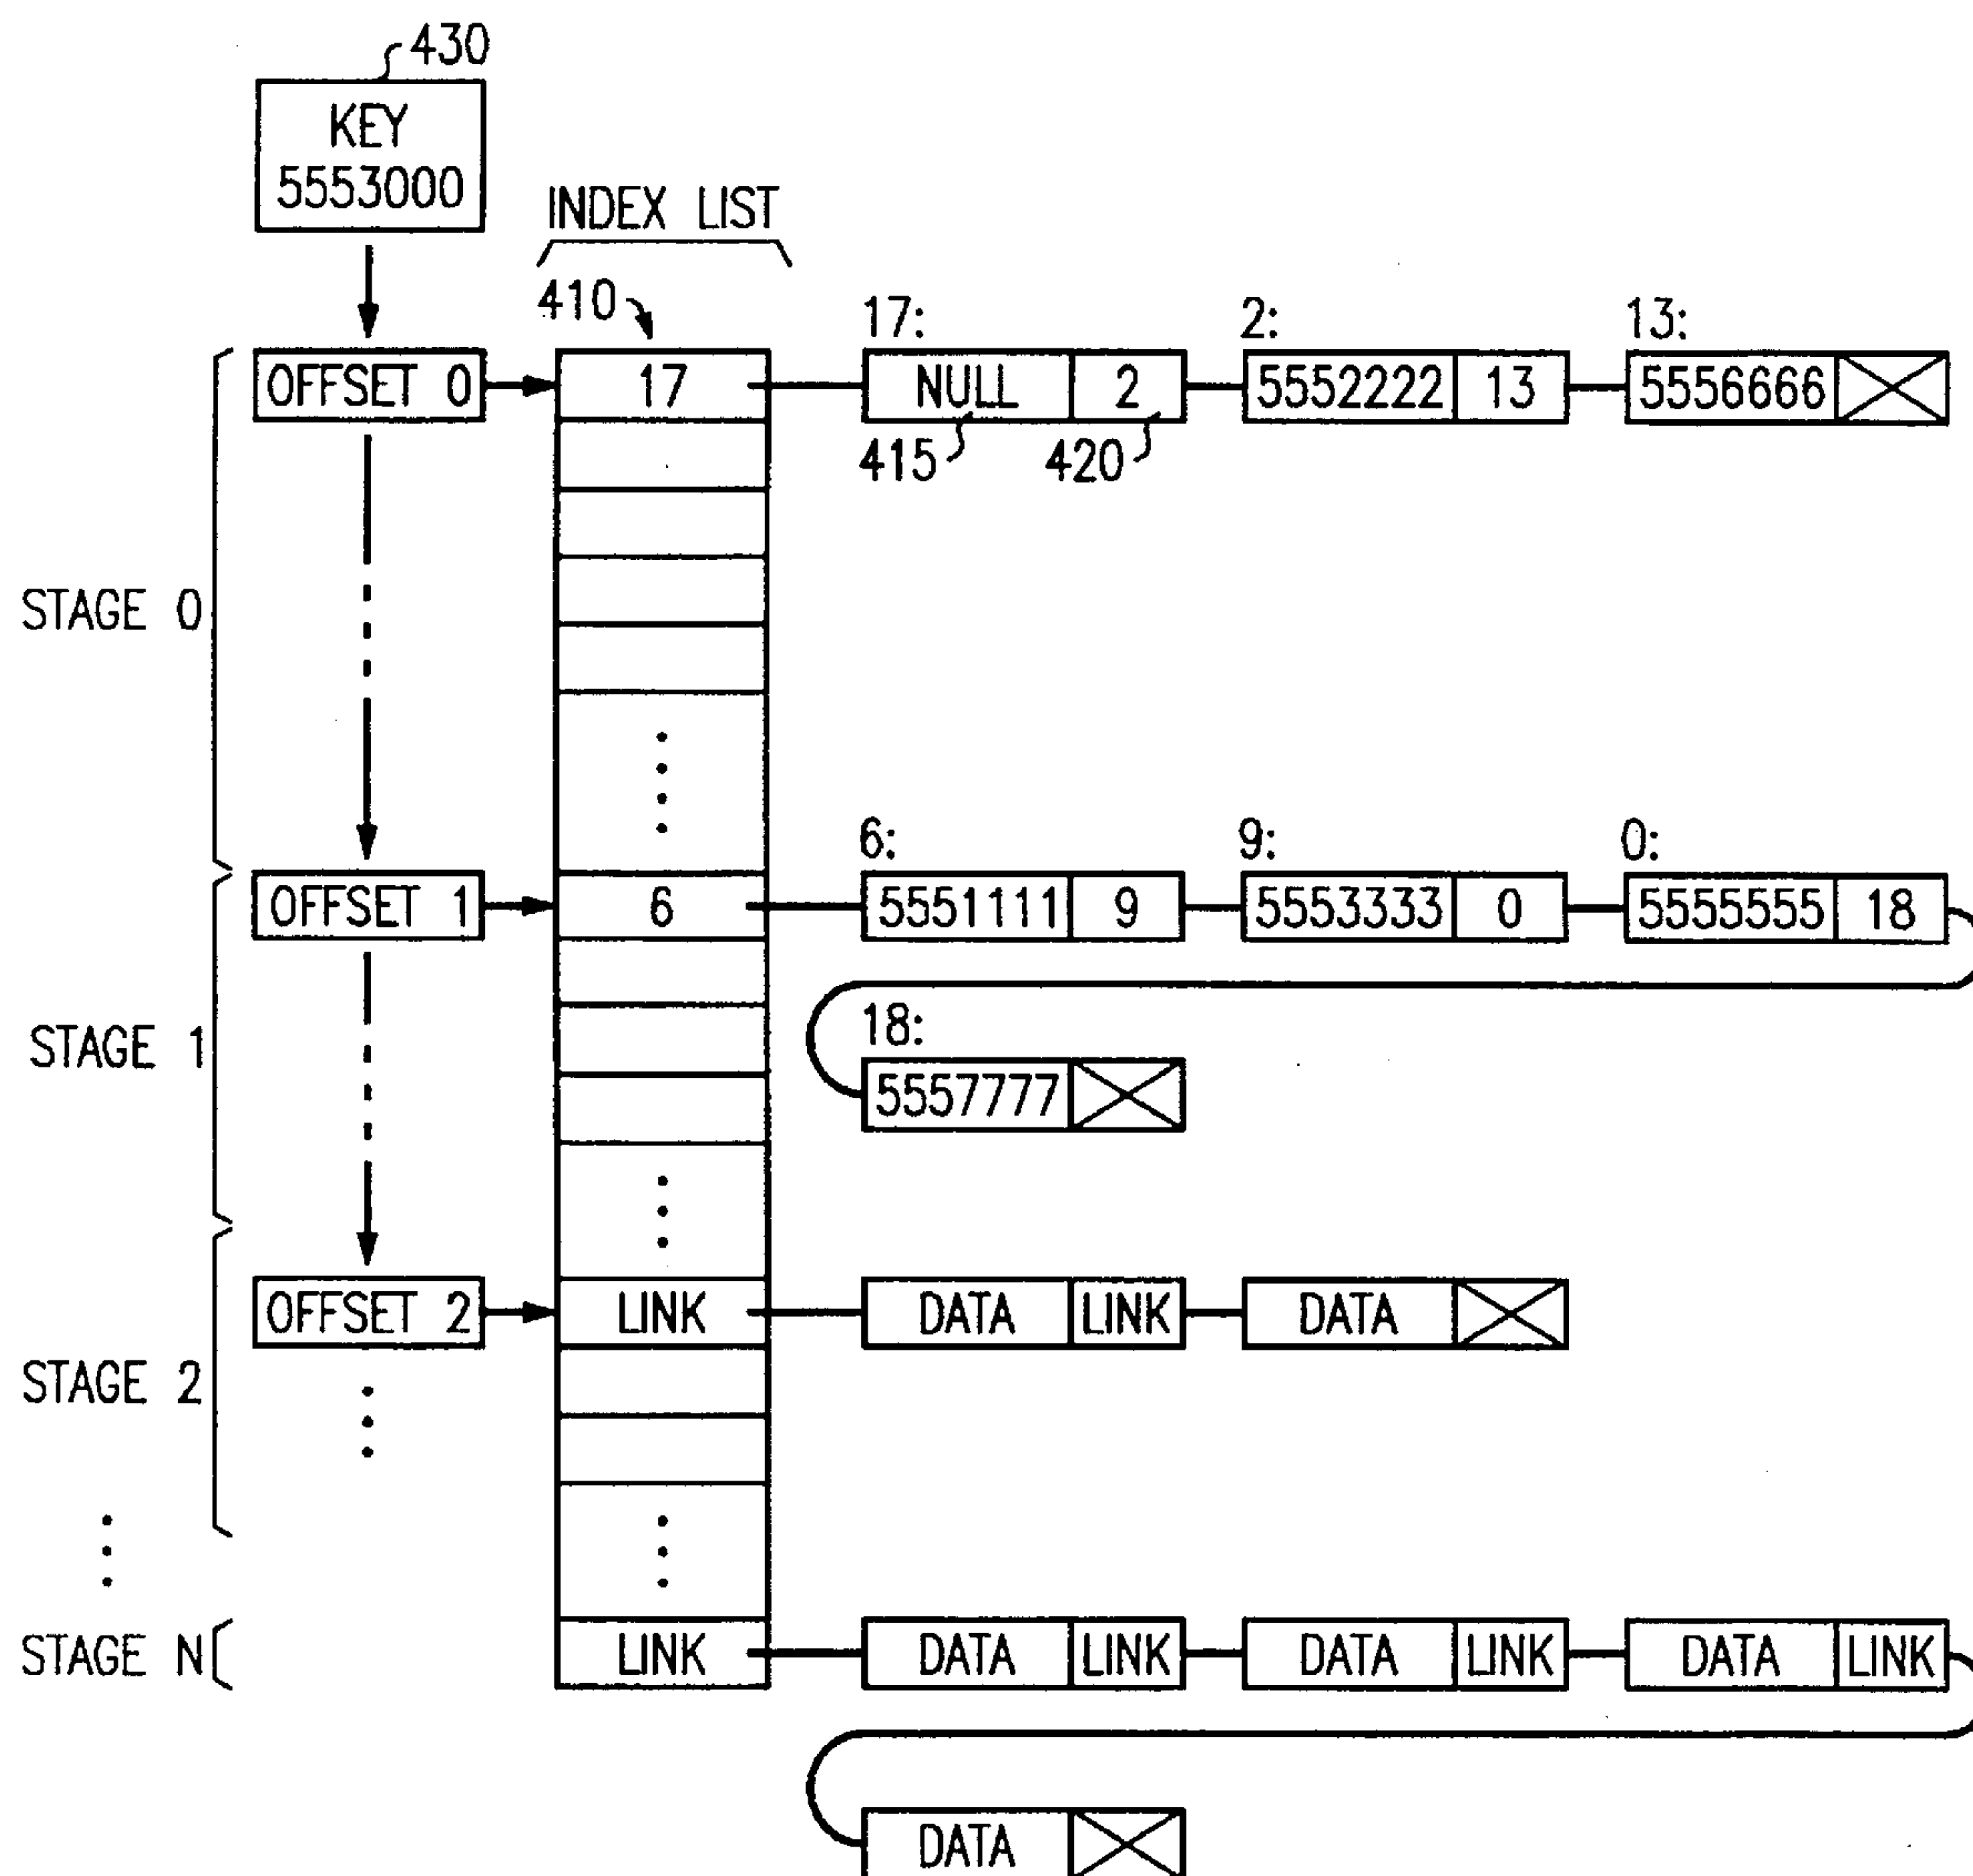 430
KEY
5553000
INDEX LIST
410
17: 2: 13:
OFFSET 0 17 NULL 2 5552222 13 5556666
415 420
STAGE 0
6: 9: 0:
OFFSET 1 6 5551111 9 5553333 0 5555555 18
STAGE 1
18:
5557777
OFFSET 2 LINK DATA LINK DATA
STAGE 2
STAGE N LINK DATA LINK DATA LINK DATA LINK
DATA